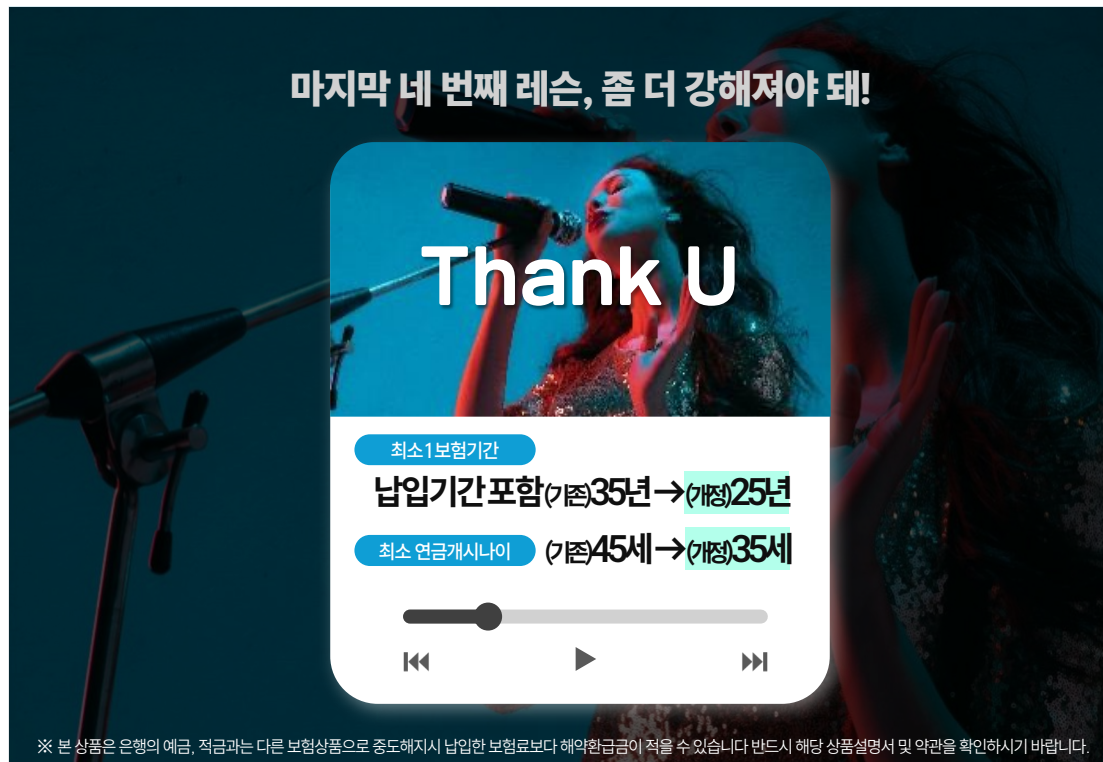 마지막 네 번째 레슨, 좀 더 강해져야 돼!
Thank U
최소1보험기간
납입기간 포함(기존)35년→(개정)25년
최소 연금개시나이 (기존)45세→(개정)35세
※ 본 상품은 은행의 예금, 적금과는 다른 보험상품으로 중도해지시 납입한 보험료보다 해약환급금이 적을 수 있습니다 반드시 해당 상품설명서 및 약관을 확인하시기 바랍니다.